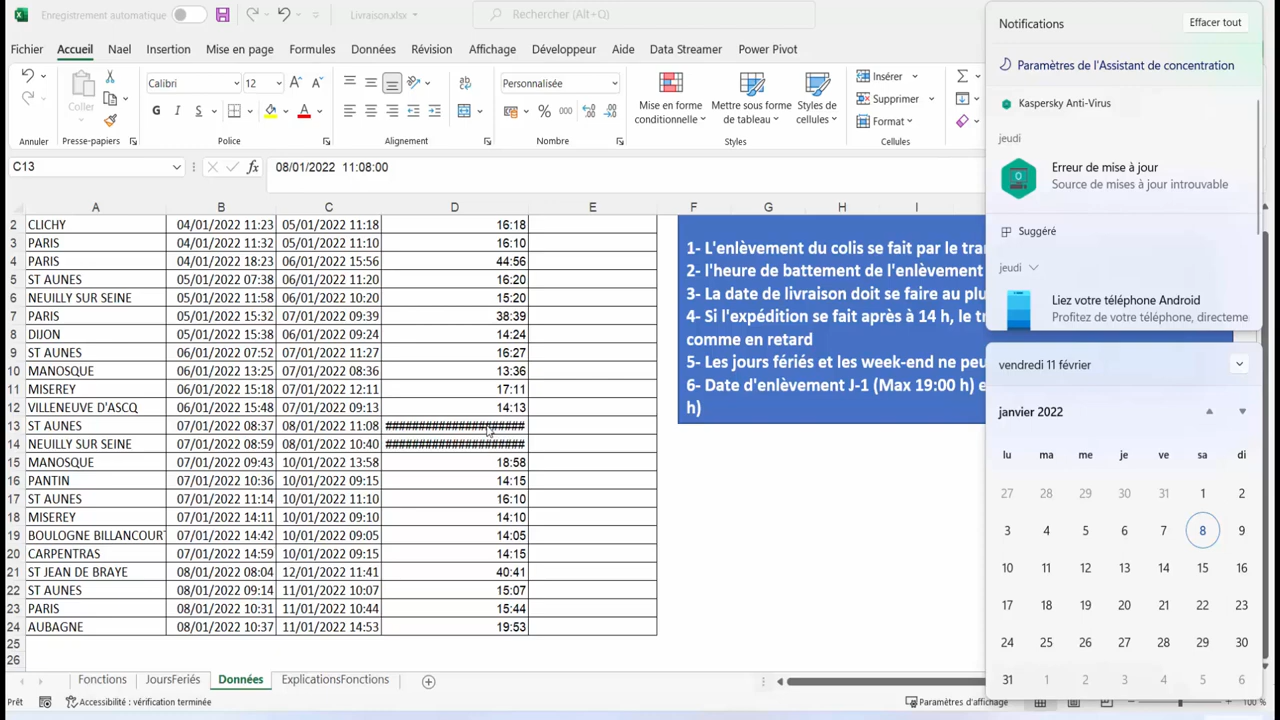 Enregistrement automatique
Livraison.xlsx
Rechercher (Alt+Q)
Fichier Accueil Nael Insertion Mise en page Formules Données Révision Affichage Développeur Aide Data Streamer Power Pivot
Calibri 12 Personnalisée Insérer
Coller Mise en forme conditionnelle Mettre sous forme de tableau Styles de cellules Supprimer
G I S Format
Annuler Presse-papiers Police Alignement Nombre Styles Cellules
C13 fx 08/01/2022 11:08:00
A B C D E F G H I
2 CLICHY 04/01/2022 11:23 05/01/2022 11:18 16:18
3 PARIS 04/01/2022 11:32 05/01/2022 11:10 16:10
4 PARIS 04/01/2022 18:23 06/01/2022 15:56 44:56
5 ST AUNES 05/01/2022 07:38 06/01/2022 11:20 16:20
6 NEUILLY SUR SEINE 05/01/2022 11:58 06/01/2022 10:20 15:20
7 PARIS 05/01/2022 15:32 07/01/2022 09:39 38:39
8 DIJON 05/01/2022 15:38 06/01/2022 09:24 14:24
9 ST AUNES 06/01/2022 07:52 07/01/2022 11:27 16:27
10 MANOSQUE 06/01/2022 13:25 07/01/2022 08:36 13:36
11 MISEREY 06/01/2022 15:18 07/01/2022 12:11 17:11
12 VILLENEUVE D'ASCQ 06/01/2022 15:48 07/01/2022 09:13 14:13
13 ST AUNES 07/01/2022 08:37 08/01/2022 11:08 #####################
14 NEUILLY SUR SEINE 07/01/2022 08:59 08/01/2022 10:40 #####################
15 MANOSQUE 07/01/2022 09:43 10/01/2022 13:58 18:58
16 PANTIN 07/01/2022 10:36 10/01/2022 09:15 14:15
17 ST AUNES 07/01/2022 11:14 10/01/2022 11:10 16:10
18 MISEREY 07/01/2022 14:11 10/01/2022 09:10 14:10
19 BOULOGNE BILLANCOURT 07/01/2022 14:42 10/01/2022 09:05 14:05
20 CARPENTRAS 07/01/2022 14:59 10/01/2022 09:15 14:15
21 ST JEAN DE BRAYE 08/01/2022 08:04 12/01/2022 11:41 40:41
22 ST AUNES 08/01/2022 09:14 11/01/2022 10:07 15:07
23 PARIS 08/01/2022 10:31 11/01/2022 10:44 15:44
24 AUBAGNE 08/01/2022 10:37 11/01/2022 14:53 19:53
25
26
1- L'enlèvement du colis se fait par le tra
2- l'heure de battement de l'enlèvement
3- La date de livraison doit se faire au plu
4- Si l'expédition se fait après à 14 h, le tr
comme en retard
5- Les jours fériés et les week-end ne peu
6- Date d'enlèvement J-1 (Max 19:00 h) e
h)
Fonctions JoursFeriés Données ExplicationsFonctions
Prêt Accessibilité : vérification terminée Paramètres d'affichage 100 %
Notifications Effacer tout
Paramètres de l'Assistant de concentration
Kaspersky Anti-Virus
jeudi
Erreur de mise à jour
Source de mises à jour introuvable
Suggéré
jeudi
Liez votre téléphone Android
Profitez de votre téléphone, directeme
vendredi 11 février
janvier 2022
lu ma me je ve sa di
27 28 29 30 31 1 2
3 4 5 6 7 8 9
10 11 12 13 14 15 16
17 18 19 20 21 22 23
24 25 26 27 28 29 30
31 1 2 3 4 5 6